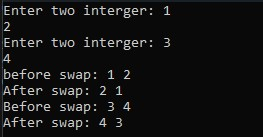 Enter two interger: 1
2
Enter two interger: 3
4
before swap: 1 2
After swap: 2 1
Before swap: 3 4
After swap: 4 3